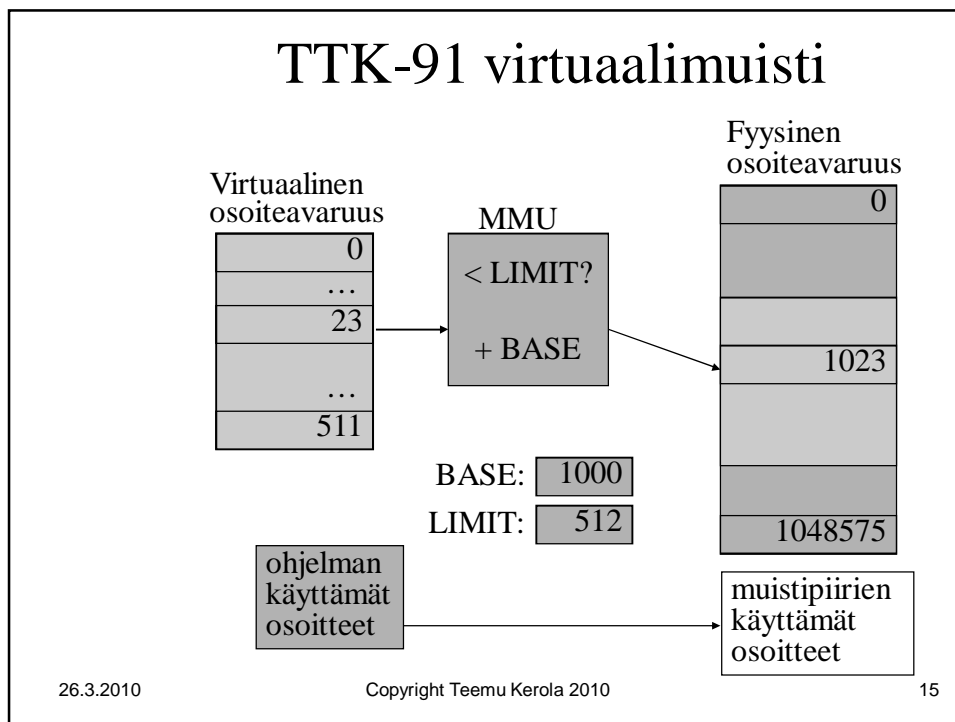 TTK-91 virtuaalimuisti
Virtuaalinen
osoiteavaruus
0
…
23
…
511
MMU
< LIMIT?
+ BASE
Fyysinen
osoiteavaruus
0
1023
1048575
BASE: 1000
LIMIT: 512
ohjelman
käyttämät
osoitteet
muistipiirien
käyttämät
osoitteet
26.3.2010 Copyright Teemu Kerola 2010 15